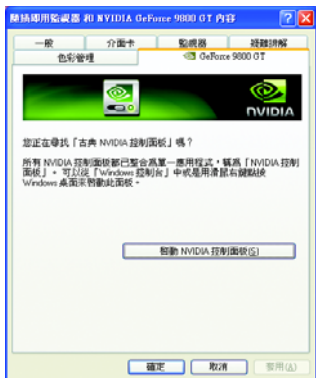 隨插即用監視器 和 NVIDIA GeForce 9800 GT 內容
一般 介面卡 監視器 疑難排解
色彩管理 GeForce 9800 GT
NVIDIA
您正在尋找「古典 NVIDIA 控制面板」嗎？
所有 NVIDIA 控制面板都已整合為單一應用程式，稱為「NVIDIA 控制
面板」。可以從「Windows 控制台」中或是用滑鼠右鍵點按
Windows 桌面來啟動此面板。
啟動 NVIDIA 控制面板(S)
確定 取消 套用(A)